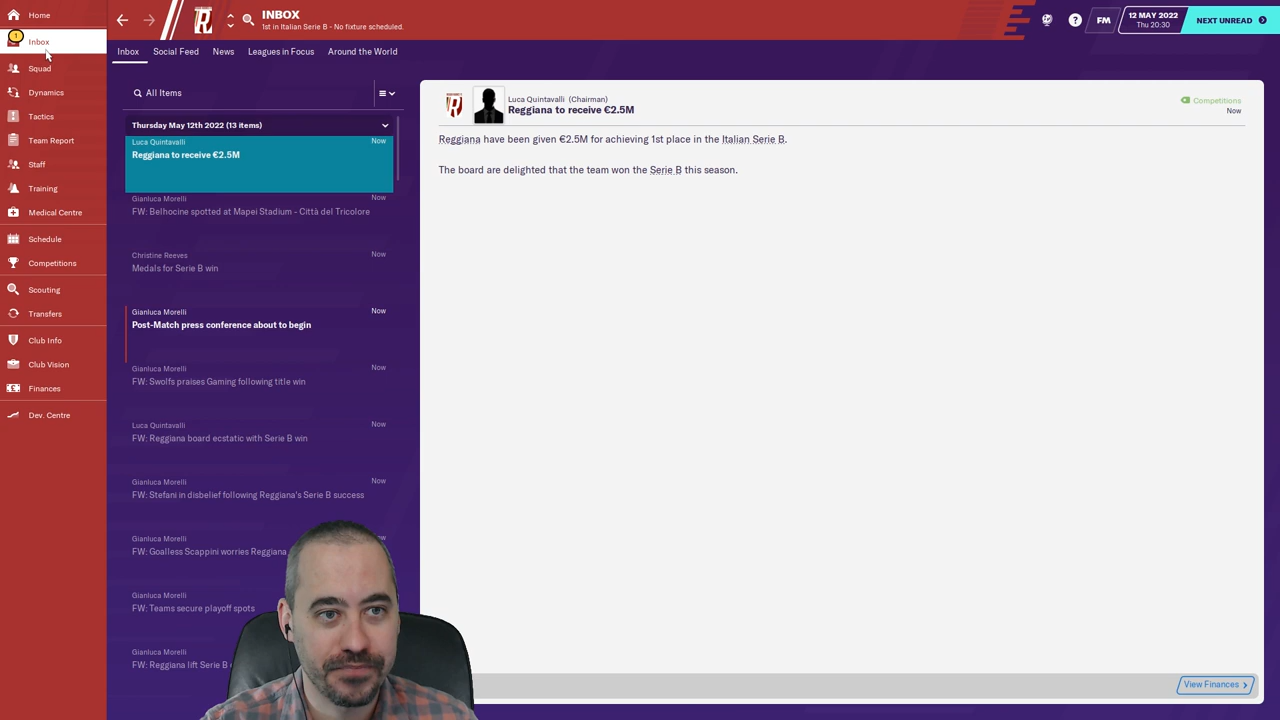 Home
1
Inbox
Squad
Dynamics
Tactics
Team Report
Staff
Training
Medical Centre
Schedule
Competitions
Scouting
Transfers
Club Info
Club Vision
Finances
Dev. Centre
INBOX
1st in Italian Serie B - No fixture scheduled.
FM
12 MAY 2022
Thu 20:30
NEXT UNREAD
Inbox Social Feed News Leagues in Focus Around the World
All Items
Thursday May 12th 2022 (13 items)
Luca Quintavalli Now
Reggiana to receive €2.5M
Gianluca Morelli Now
FW: Belhocine spotted at Mapei Stadium - Città del Tricolore
Christine Reeves Now
Medals for Serie B win
Gianluca Morelli Now
Post-Match press conference about to begin
Gianluca Morelli Now
FW: Swolfs praises Gaming following title win
Luca Quintavalli Now
FW: Reggiana board ecstatic with Serie B win
Gianluca Morelli Now
FW: Stefani in disbelief following Reggiana's Serie B success
Gianluca Morelli
FW: Goalless Scappini worries Reggiana
Gianluca Morelli
FW: Teams secure playoff spots
Gianluca Morelli
FW: Reggiana lift Serie B
Luca Quintavalli (Chairman)
Reggiana to receive €2.5M
Competitions
Now
Reggiana have been given €2.5M for achieving 1st place in the Italian Serie B.
The board are delighted that the team won the Serie B this season.
View Finances